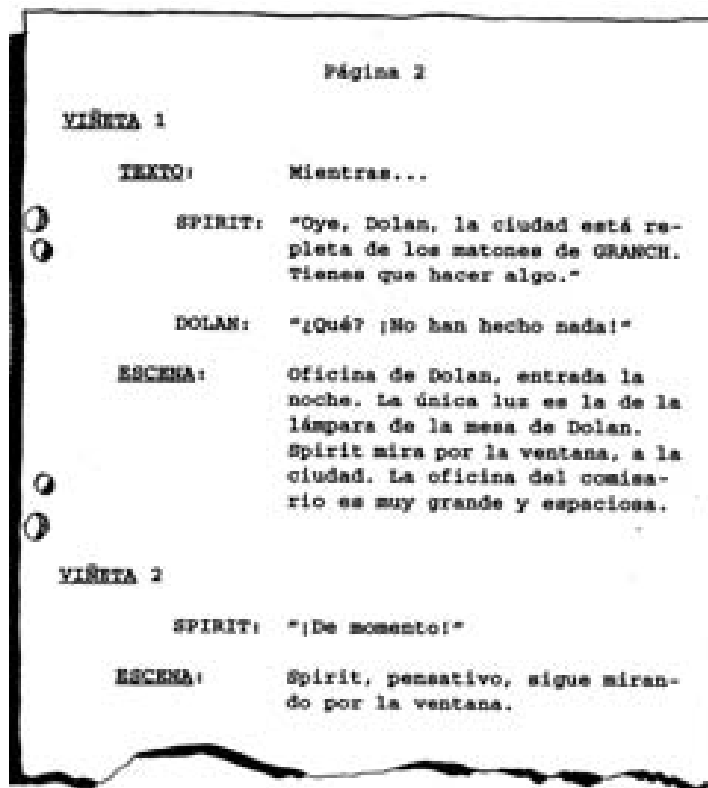 Página 2
VIÑETA 1
TEXTO: Mientras...
SPIRIT: "Oye, Dolan, la ciudad está re-
pleta de los matones de GRANCH.
Tienes que hacer algo."
DOLAN: "¿Qué? ¡No han hecho nada!"
ESCENA: Oficina de Dolan, entrada la
noche. La única luz es la de la
lámpara de la mesa de Dolan.
Spirit mira por la ventana, a la
ciudad. La oficina del comisa-
rio es muy grande y espaciosa.
VIÑETA 2
SPIRIT: "¡De momento!"
ESCENA: Spirit, pensativo, sigue miran-
do por la ventana.